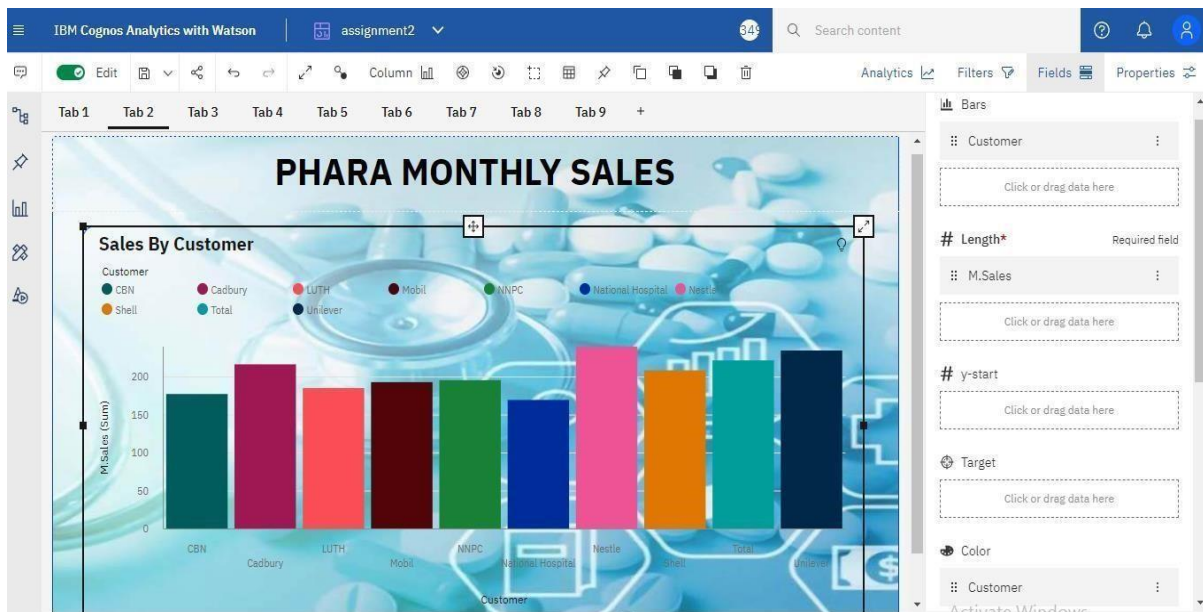 IBM Cognos Analytics with Watson
assignment2
349
Search content
Edit
Column
Analytics
Filters
Fields
Properties
Tab 1 Tab 2 Tab 3 Tab 4 Tab 5 Tab 6 Tab 7 Tab 8 Tab 9 +
PHARA MONTHLY SALES
Sales By Customer
Customer
CBN Cadbury LUTH Mobil NNPC National Hospital Nestle
Shell Total Unilever
M.Sales (Sum)
200
150
100
50
0
CBN LUTH NNPC Nestle Total
Cadbury Mobil National Hospital Shell Unilever
Customer
Bars
Customer
Click or drag data here
# Length* Required field
M.Sales
Click or drag data here
# y-start
Click or drag data here
Target
Click or drag data here
Color
Customer
Activate Windows